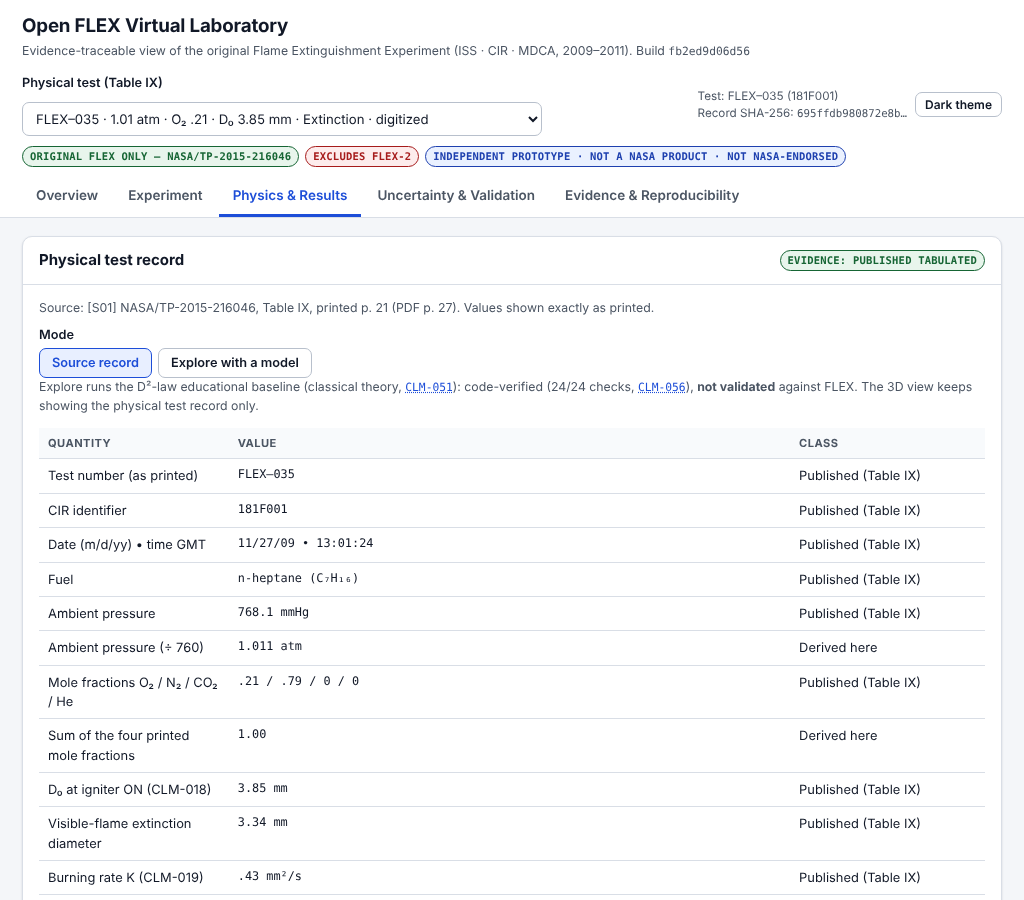 Open FLEX Virtual Laboratory
Evidence-traceable view of the original Flame Extinguishment Experiment (ISS · CIR · MDCA, 2009–2011). Build fb2ed9d06d56
Physical test (Table IX)
FLEX–035 · 1.01 atm · O₂ .21 · D₀ 3.85 mm · Extinction · digitized
Test: FLEX–035 (181F001)
Record SHA-256: 695ffdb980872e8b…
Dark theme
ORIGINAL FLEX ONLY — NASA/TP-2015-216046
EXCLUDES FLEX-2
INDEPENDENT PROTOTYPE · NOT A NASA PRODUCT · NOT NASA-ENDORSED
Overview Experiment Physics & Results Uncertainty & Validation Evidence & Reproducibility
Physical test record
EVIDENCE: PUBLISHED TABULATED
Source: [S01] NASA/TP-2015-216046, Table IX, printed p. 21 (PDF p. 27). Values shown exactly as printed.
Mode
Source record Explore with a model
Explore runs the D²-law educational baseline (classical theory, CLM-051): code-verified (24/24 checks, CLM-056), not validated against FLEX. The 3D view keeps
showing the physical test record only.
QUANTITY VALUE CLASS
Test number (as printed) FLEX–035 Published (Table IX)
CIR identifier 181F001 Published (Table IX)
Date (m/d/yy) • time GMT 11/27/09 • 13:01:24 Published (Table IX)
Fuel n-heptane (C₇H₁₆) Published (Table IX)
Ambient pressure 768.1 mmHg Published (Table IX)
Ambient pressure (÷ 760) 1.011 atm Derived here
Mole fractions O₂ / N₂ / CO₂ .21 / .79 / 0 / 0 Published (Table IX)
/ He
Sum of the four printed 1.00 Derived here
mole fractions
D₀ at igniter ON (CLM-018) 3.85 mm Published (Table IX)
Visible-flame extinction 3.34 mm Published (Table IX)
diameter
Burning rate K (CLM-019) .43 mm²/s Published (Table IX)